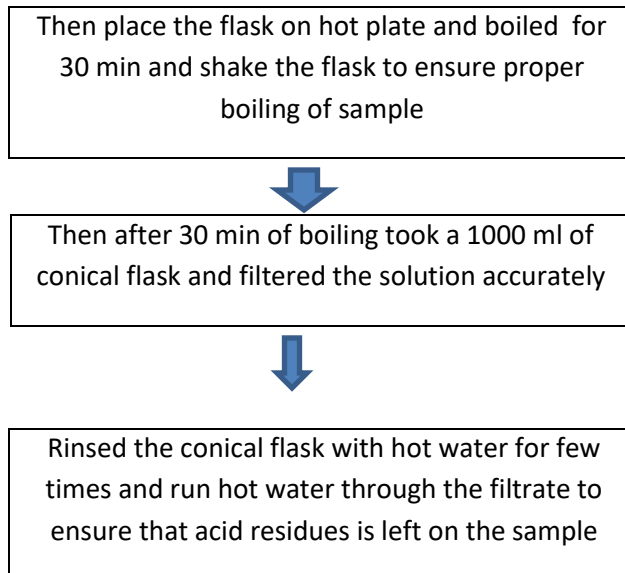 Then place the flask on hot plate and boiled for
30 min and shake the flask to ensure proper
boiling of sample
Then after 30 min of boiling took a 1000 ml of
conical flask and filtered the solution accurately
Rinsed the conical flask with hot water for few
times and run hot water through the filtrate to
ensure that acid residues is left on the sample